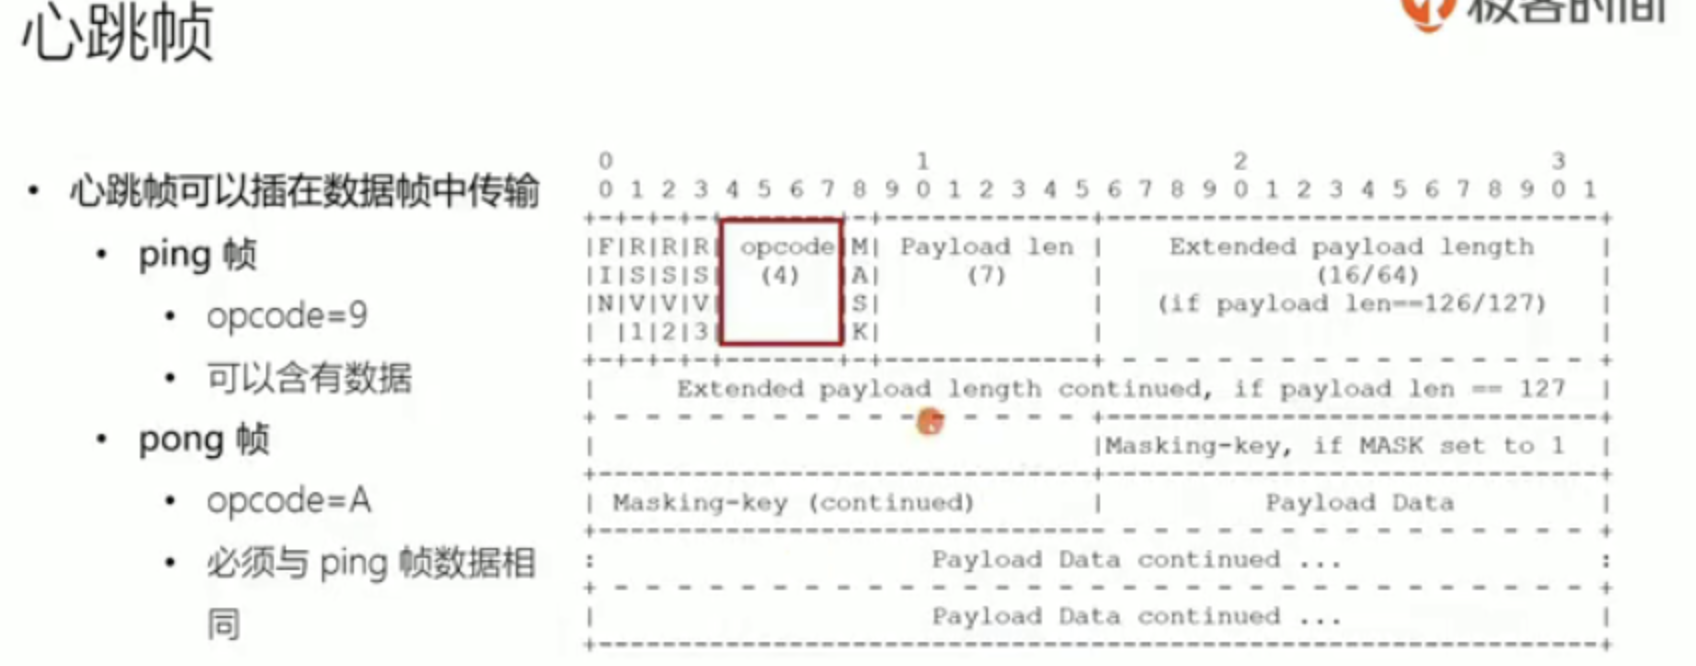 心跳帧
极客时间
• 心跳帧可以插在数据帧中传输
• ping 帧
• opcode=9
• 可以含有数据
• pong 帧
• opcode=A
• 必须与 ping 帧数据相
同
0 1 2 3
0 1 2 3 4 5 6 7 8 9 0 1 2 3 4 5 6 7 8 9 0 1 2 3 4 5 6 7 8 9 0 1
+-+-+-+-+-------+-+-------------+-------------------------------+
|F|R|R|R| opcode|M| Payload len | Extended payload length |
|I|S|S|S| (4) |A| (7) | (16/64) |
|N|V|V|V| |S| | (if payload len==126/127) |
| |1|2|3| |K| | |
+-+-+-+-+-------+-+-------------+ - - - - - - - - - - - - - - - +
| Extended payload length continued, if payload len == 127 |
+ - - - - - - - - - - - - - - - +-------------------------------+
| |Masking-key, if MASK set to 1 |
+-------------------------------+-------------------------------+
| Masking-key (continued) | Payload Data |
+-------------------------------- - - - - - - - - - - - - - - - +
: Payload Data continued ... :
+ - - - - - - - - - - - - - - - - - - - - - - - - - - - - - - - +
| Payload Data continued ... |
+---------------------------------------------------------------+